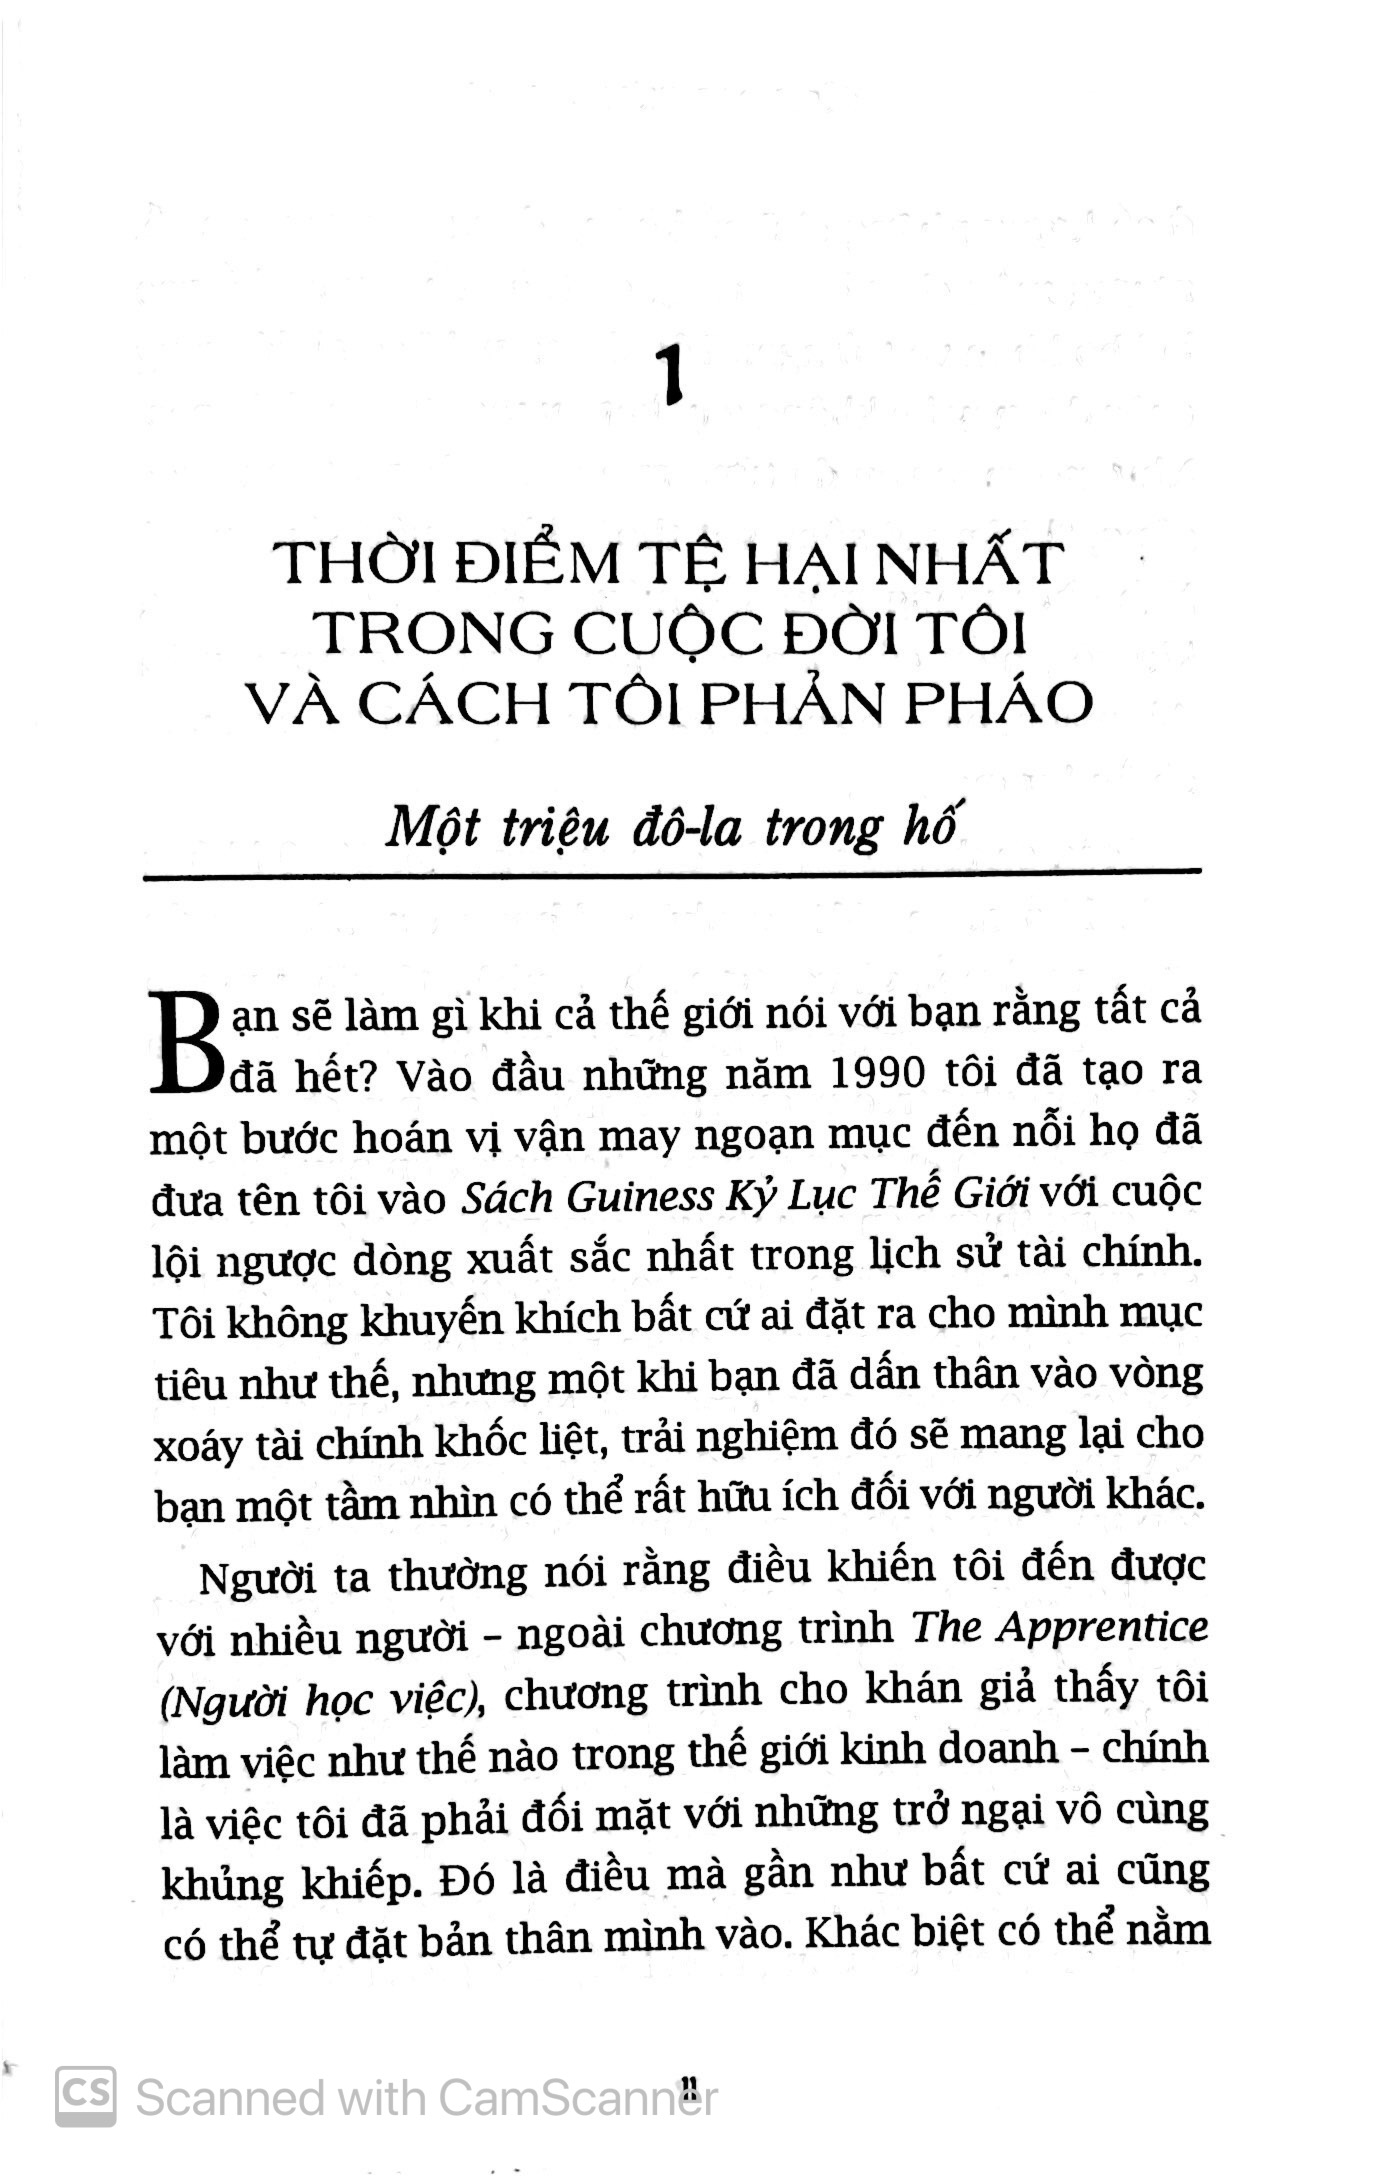 1
THỜI ĐIỂM TỆ HẠI NHẤT
TRONG CUỘC ĐỜI TÔI
VÀ CÁCH TÔI PHẢN PHÁO
Một triệu đô-la trong hố
Bạn sẽ làm gì khi cả thế giới nói với bạn rằng tất cả
đã hết? Vào đầu những năm 1990 tôi đã tạo ra
một bước hoán vị vận may ngoạn mục đến nỗi họ đã
đưa tên tôi vào Sách Guiness Kỷ Lục Thế Giới với cuộc
lội ngược dòng xuất sắc nhất trong lịch sử tài chính.
Tôi không khuyến khích bất cứ ai đặt ra cho mình mục
tiêu như thế, nhưng một khi bạn đã dấn thân vào vòng
xoáy tài chính khốc liệt, trải nghiệm đó sẽ mang lại cho
bạn một tầm nhìn có thể rất hữu ích đối với người khác.
Người ta thường nói rằng điều khiến tôi đến được
với nhiều người – ngoài chương trình The Apprentice
(Người học việc), chương trình cho khán giả thấy tôi
làm việc như thế nào trong thế giới kinh doanh – chính
là việc tôi đã phải đối mặt với những trở ngại vô cùng
khủng khiếp. Đó là điều mà gần như bất cứ ai cũng
có thể tự đặt bản thân mình vào. Khác biệt có thể nằm
11
CS Scanned with CamScanner